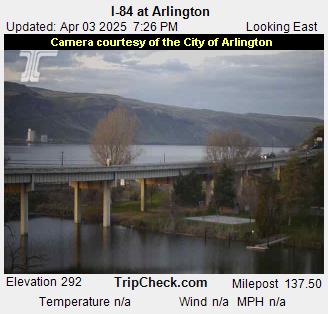 I-84 at Arlington
Updated: Apr 03 2025 7:26 PM Looking East
Camera courtesy of the City of Arlington
Elevation 292 TripCheck.com Milepost 137.50
Temperature n/a Wind n/a MPH n/a